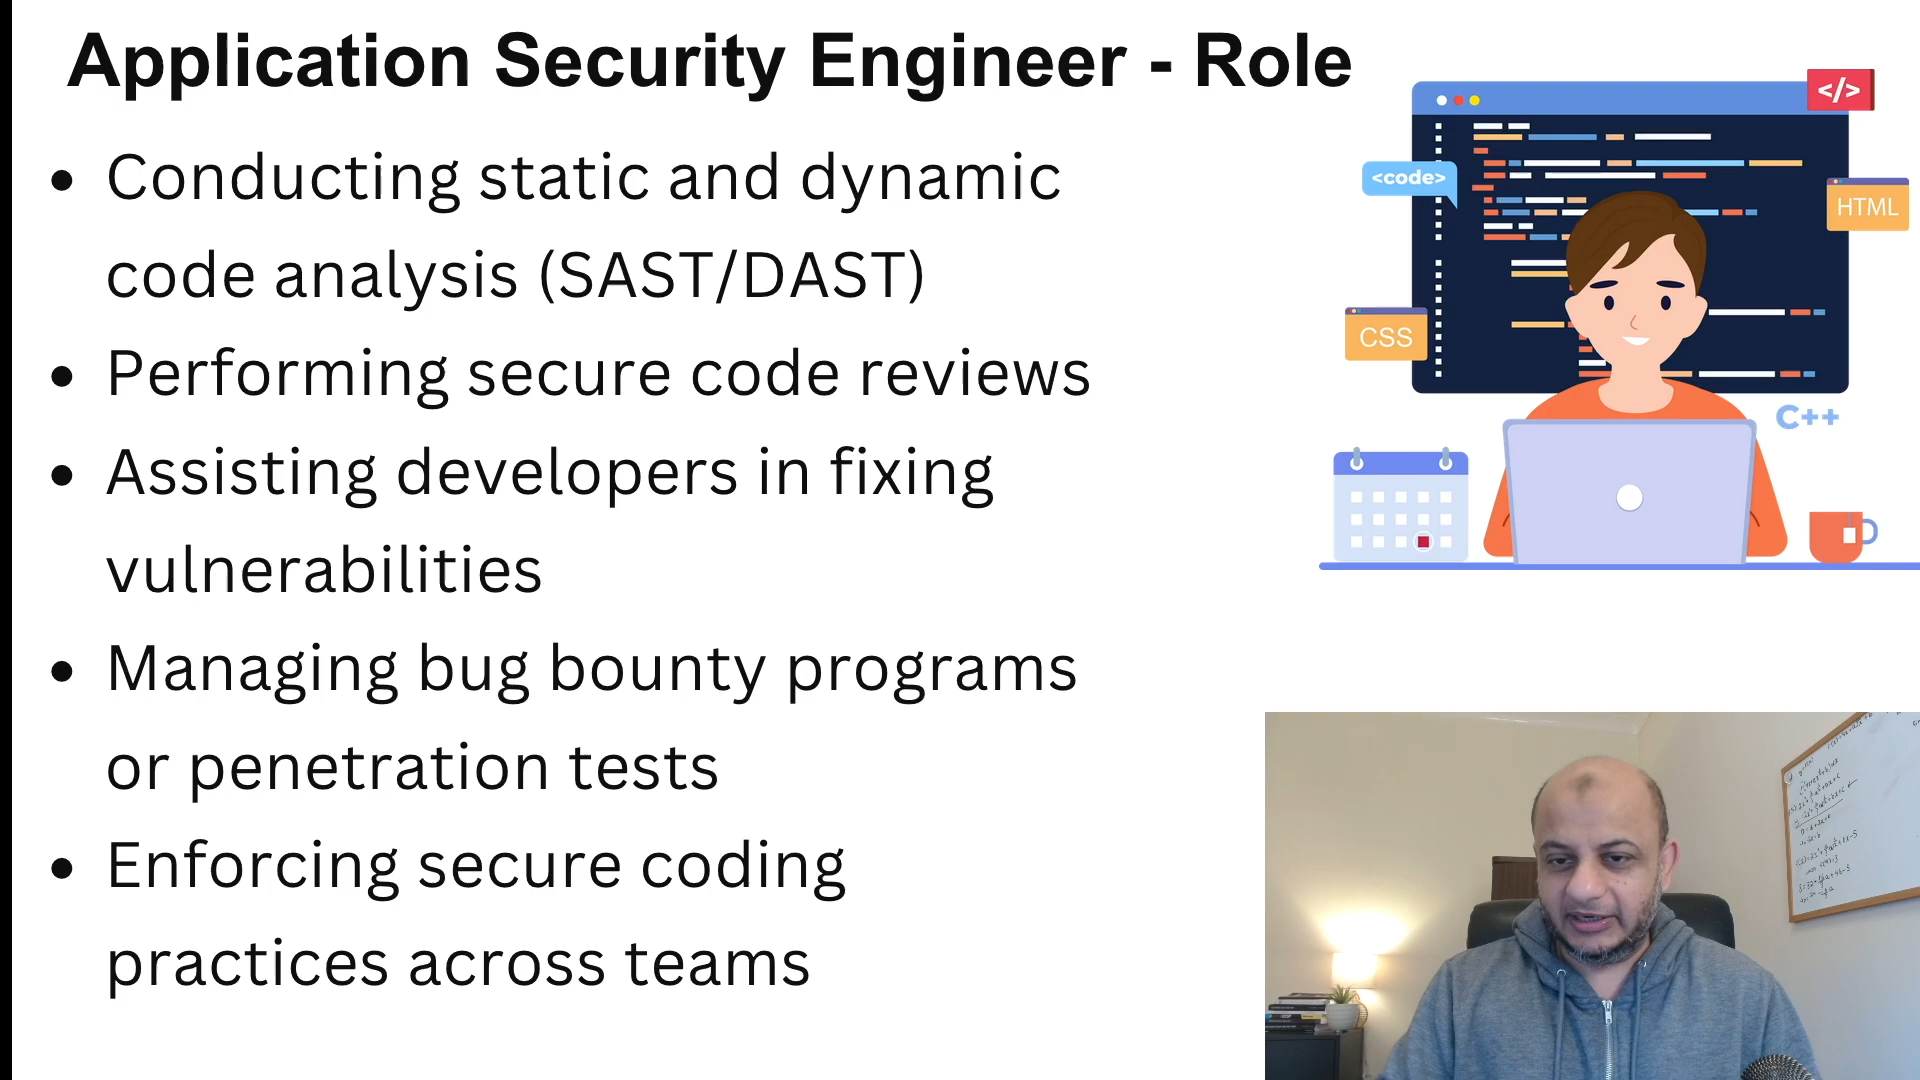 Application Security Engineer - Role
• Conducting static and dynamic
code analysis (SAST/DAST)
• Performing secure code reviews
• Assisting developers in fixing
vulnerabilities
• Managing bug bounty programs
or penetration tests
• Enforcing secure coding
practices across teams
</>
<code>
HTML
CSS
C++